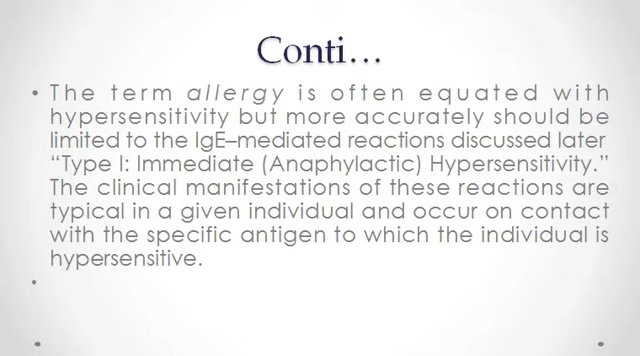 Conti…
• The term allergy is often equated with
hypersensitivity but more accurately should be
limited to the IgE–mediated reactions discussed later
“Type I: Immediate (Anaphylactic) Hypersensitivity.”
The clinical manifestations of these reactions are
typical in a given individual and occur on contact
with the specific antigen to which the individual is
hypersensitive.
•